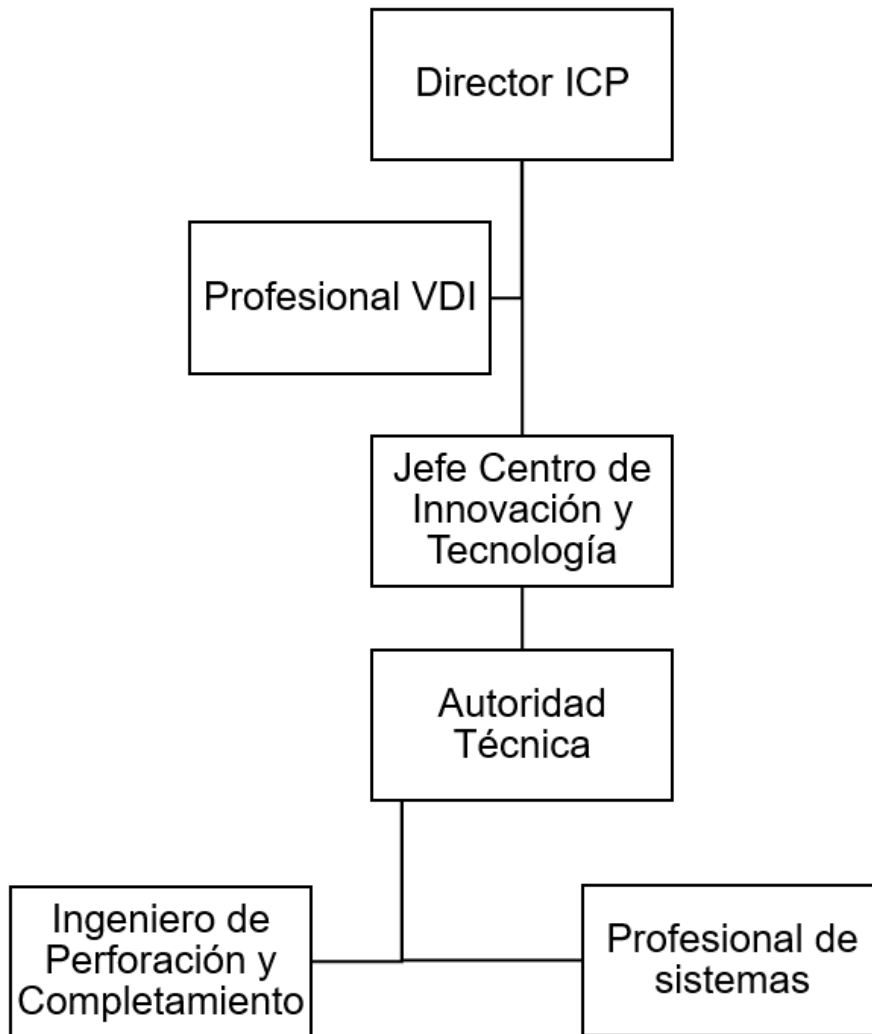 Director ICP
Profesional VDI
Jefe Centro de
Innovación y
Tecnología
Autoridad
Técnica
Ingeniero de
Perforación y
Completamiento
Profesional de
sistemas